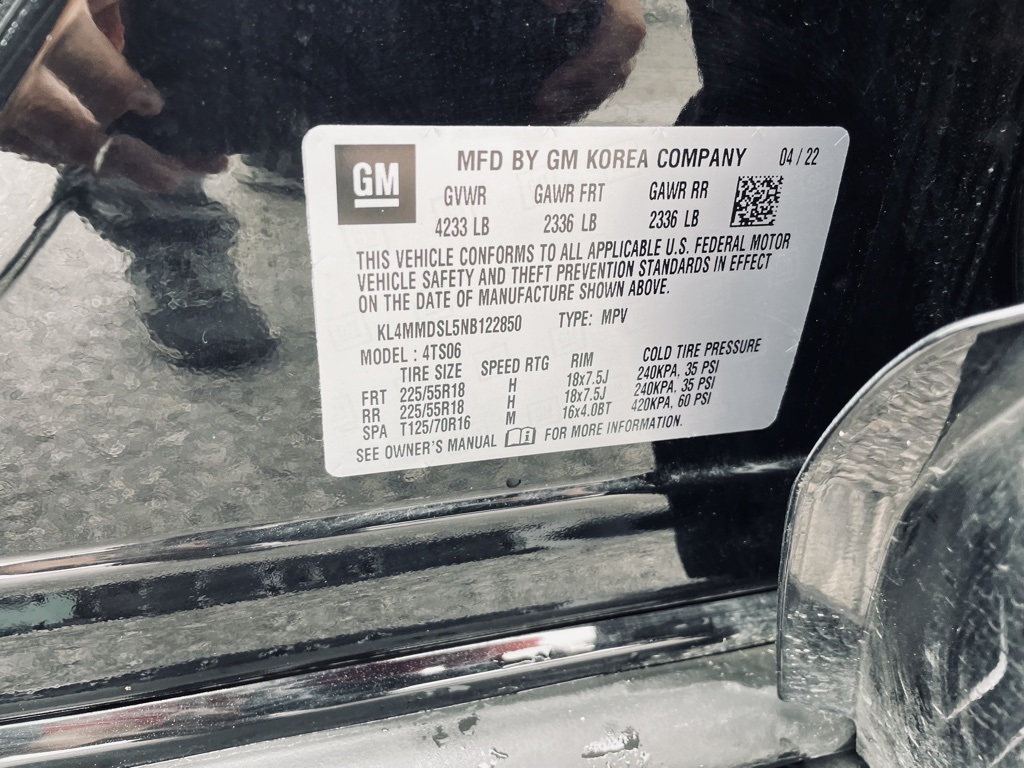 GM
MFD BY GM KOREA COMPANY 04 / 22
GVWR GAWR FRT GAWR RR
4233 LB 2336 LB 2336 LB
THIS VEHICLE CONFORMS TO ALL APPLICABLE U.S. FEDERAL MOTOR
VEHICLE SAFETY AND THEFT PREVENTION STANDARDS IN EFFECT
ON THE DATE OF MANUFACTURE SHOWN ABOVE.
KL4MMDSL5NB122850 TYPE: MPV
MODEL : 4TS06
TIRE SIZE SPEED RTG RIM COLD TIRE PRESSURE
FRT 225/55R18 H 18x7.5J 240KPA, 35 PSI
RR 225/55R18 H 18x7.5J 240KPA, 35 PSI
SPA T125/70R16 M 16x4.0BT 420KPA, 60 PSI
SEE OWNER'S MANUAL FOR MORE INFORMATION.